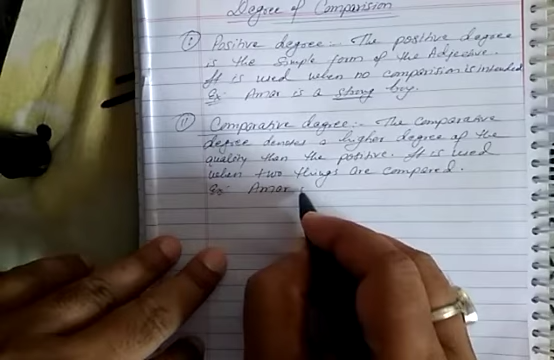 Degree of Comparision
(i) Positive degree :- The positive degree
is the simple form of the Adjective.
It is used when no comparision is intended
Ex:- Amar is a strong boy.
(ii) Comparative degree :- The comparative
degree denotes a higher degree of the
quality than the positive. It is used
when two things are compared.
Ex:- Amar